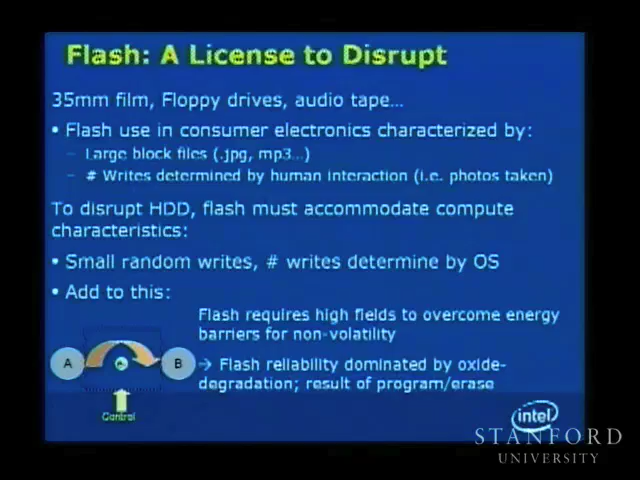 Flash: A License to Disrupt
35mm film, Floppy drives, audio tape...
• Flash use in consumer electronics characterized by:
– Large block files (.jpg, mp3...)
– # Writes determined by human interaction (i.e. photos taken)
To disrupt HDD, flash must accommodate compute
characteristics:
• Small random writes, # writes determine by OS
• Add to this:
Flash requires high fields to overcome energy
barriers for non-volatility
A
B
→ Flash reliability dominated by oxide-
degradation; result of program/erase
Control
intel
STANFORD
UNIVERSITY